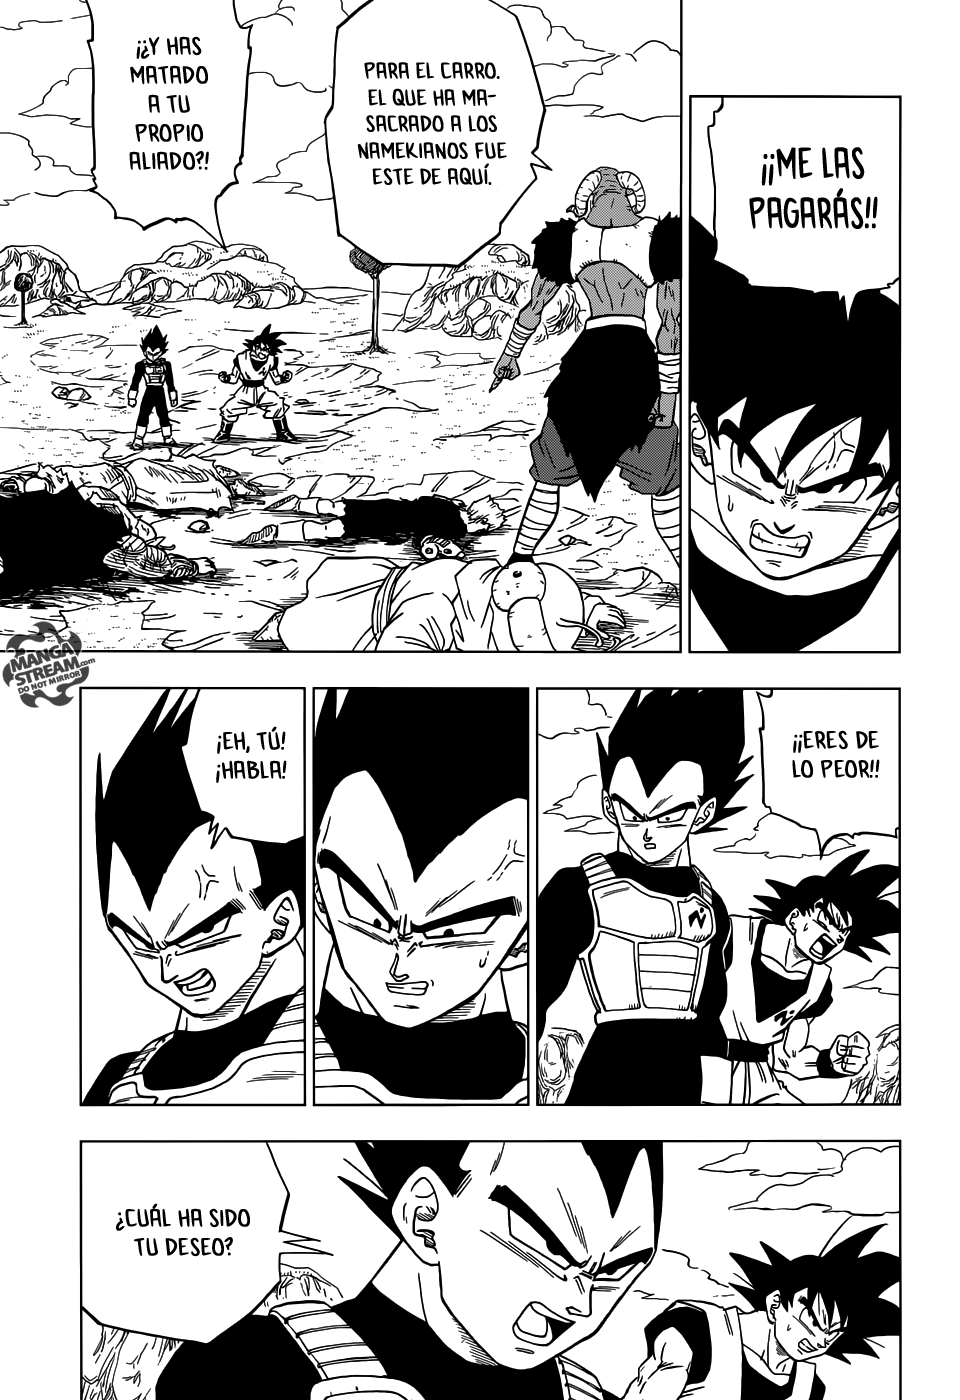 ¡¡ME LAS
PAGARÁS!!
PARA EL CARRO.
EL QUE HA MA-
SACRADO A LOS
NAMEKIANOS FUE
ESTE DE AQUÍ.
¡¿Y HAS
MATADO
A TU
PROPIO
ALIADO?!
MANGA
STREAM.com
DO NOT MIRROR
¡¡ERES DE
LO PEOR!!
¡EH, TÚ!
¡HABLA!
¿CUÁL HA SIDO
TU DESEO?